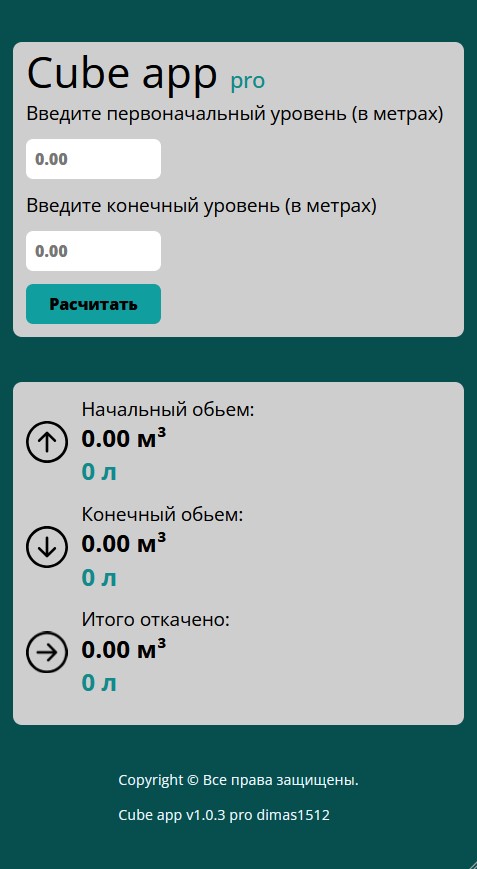 Cube app pro
Введите первоначальный уровень (в метрах)
0.00
Введите конечный уровень (в метрах)
0.00
Расчитать
Начальный обьем:
0.00 м³
0 л
Конечный обьем:
0.00 м³
0 л
Итого откачено:
0.00 м³
0 л
Copyright © Все права защищены.
Cube app v1.0.3 pro dimas1512